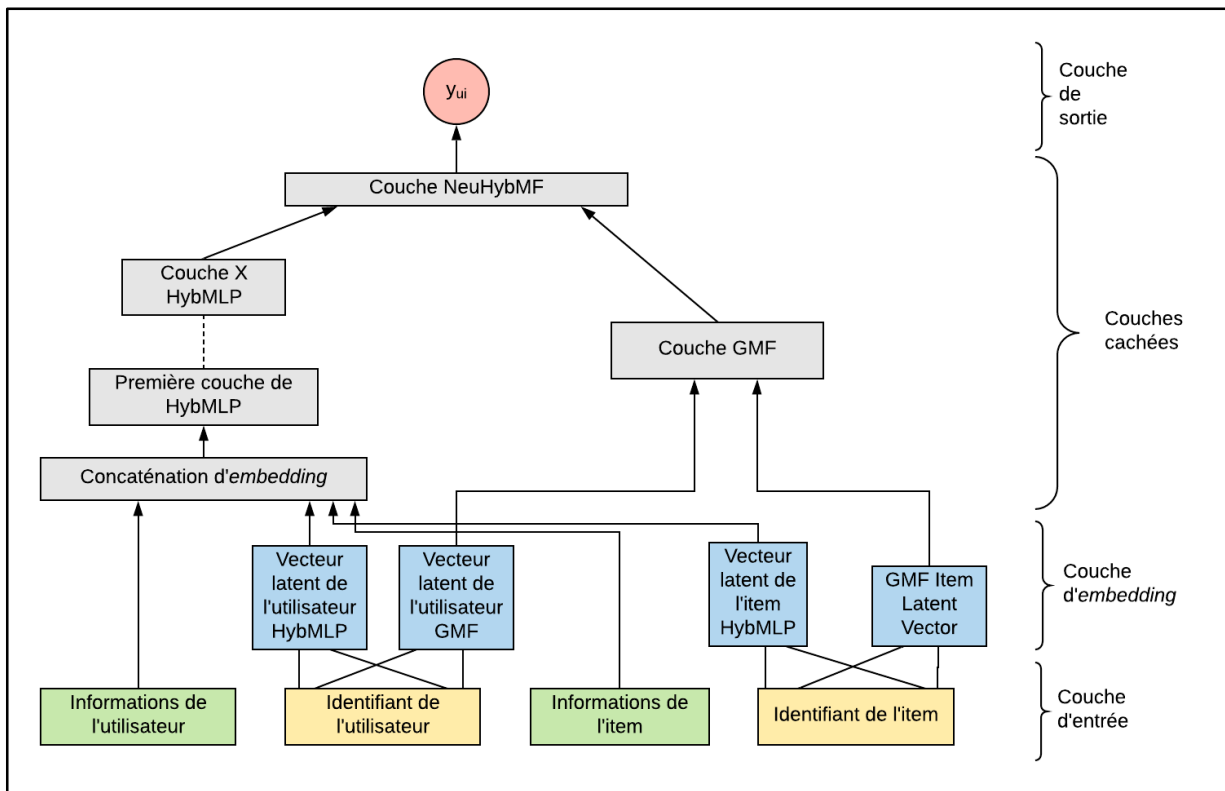 Couche
de
sortie
y_ui
Couche NeuHybMF
Couche X
HybMLP
Couches
cachées
Couche GMF
Première couche de
HybMLP
Concaténation d'embedding
Vecteur
latent de
l'utilisateur
HybMLP
Vecteur
latent de
l'utilisateur
GMF
Vecteur
latent de
l'item
HybMLP
GMF Item
Latent
Vector
Couche
d'embedding
Informations de
l'utilisateur
Identifiant de
l'utilisateur
Informations de
l'item
Identifiant de l'item
Couche
d'entrée